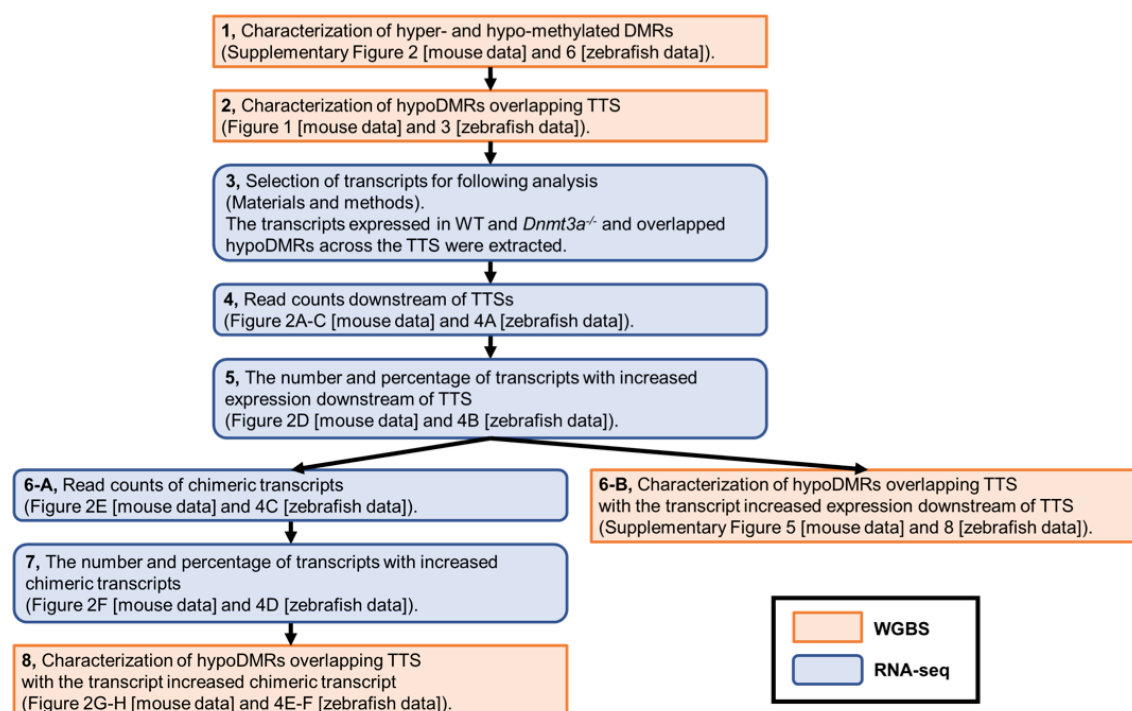 1, Characterization of hyper- and hypo-methylated DMRs
(Supplementary Figure 2 [mouse data] and 6 [zebrafish data]).
2, Characterization of hypoDMRs overlapping TTS
(Figure 1 [mouse data] and 3 [zebrafish data]).
3, Selection of transcripts for following analysis
(Materials and methods).
The transcripts expressed in WT and Dnmt3a-/- and overlapped
hypoDMRs across the TTS were extracted.
4, Read counts downstream of TTSs
(Figure 2A-C [mouse data] and 4A [zebrafish data]).
5, The number and percentage of transcripts with increased
expression downstream of TTS
(Figure 2D [mouse data] and 4B [zebrafish data]).
6-A, Read counts of chimeric transcripts
(Figure 2E [mouse data] and 4C [zebrafish data]).
6-B, Characterization of hypoDMRs overlapping TTS
with the transcript increased expression downstream of TTS
(Supplementary Figure 5 [mouse data] and 8 [zebrafish data]).
7, The number and percentage of transcripts with increased
chimeric transcripts
(Figure 2F [mouse data] and 4D [zebrafish data]).
8, Characterization of hypoDMRs overlapping TTS
with the transcript increased chimeric transcript
(Figure 2G-H [mouse data] and 4E-F [zebrafish data]).
WGBS
RNA-seq